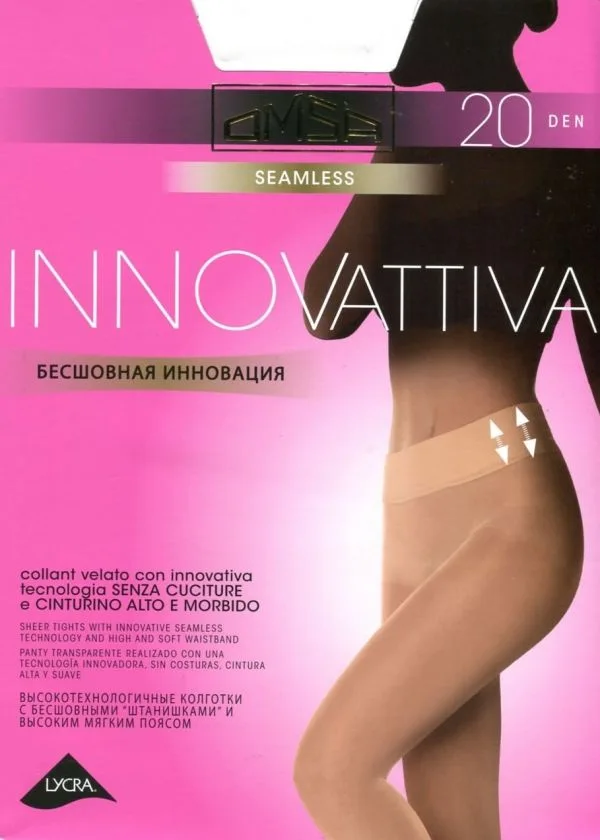 OMSA
20 DEN
SEAMLESS
INNOVATTIVA
БЕСШОВНАЯ ИННОВАЦИЯ
collant velato con innovativa
tecnologia SENZA CUCITURE
e CINTURINO ALTO E MORBIDO
SHEER TIGHTS WITH INNOVATIVE SEAMLESS
TECHNOLOGY AND HIGH AND SOFT WAISTBAND
PANTY TRANSPARENTE REALIZADO CON UNA
TECNOLOGÍA INNOVADORA, SIN COSTURAS, CINTURA
ALTA Y SUAVE
ВЫСОКОТЕХНОЛОГИЧНЫЕ КОЛГОТКИ
С БЕСШОВНЫМИ "ШТАНИШКАМИ" И
ВЫСОКИМ МЯГКИМ ПОЯСОМ
LYCRA.